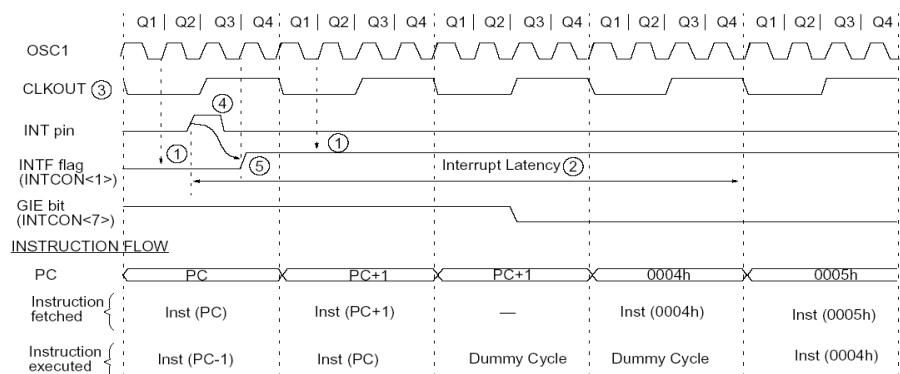 Q1 | Q2 | Q3 | Q4 Q1 | Q2 | Q3 | Q4 Q1 | Q2 | Q3 | Q4 Q1 | Q2 | Q3 | Q4 Q1 | Q2 | Q3 | Q4
OSC1
CLKOUT ③
④
INT pin
① ①
INTF flag
(INTCON<1>)
⑤ Interrupt Latency ②
GIE bit
(INTCON<7>)
INSTRUCTION FLOW
PC PC PC+1 PC+1 0004h 0005h
Instruction
fetched
Inst (PC) Inst (PC+1) — Inst (0004h) Inst (0005h)
Instruction
executed
Inst (PC-1) Inst (PC) Dummy Cycle Dummy Cycle Inst (0004h)